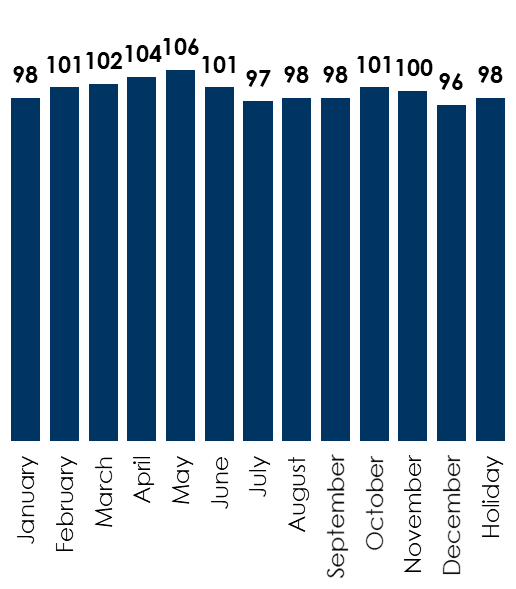 98
101
102
104
106
101
97
98
98
101
100
96
98
January
February
March
April
May
June
July
August
September
October
November
December
Holiday